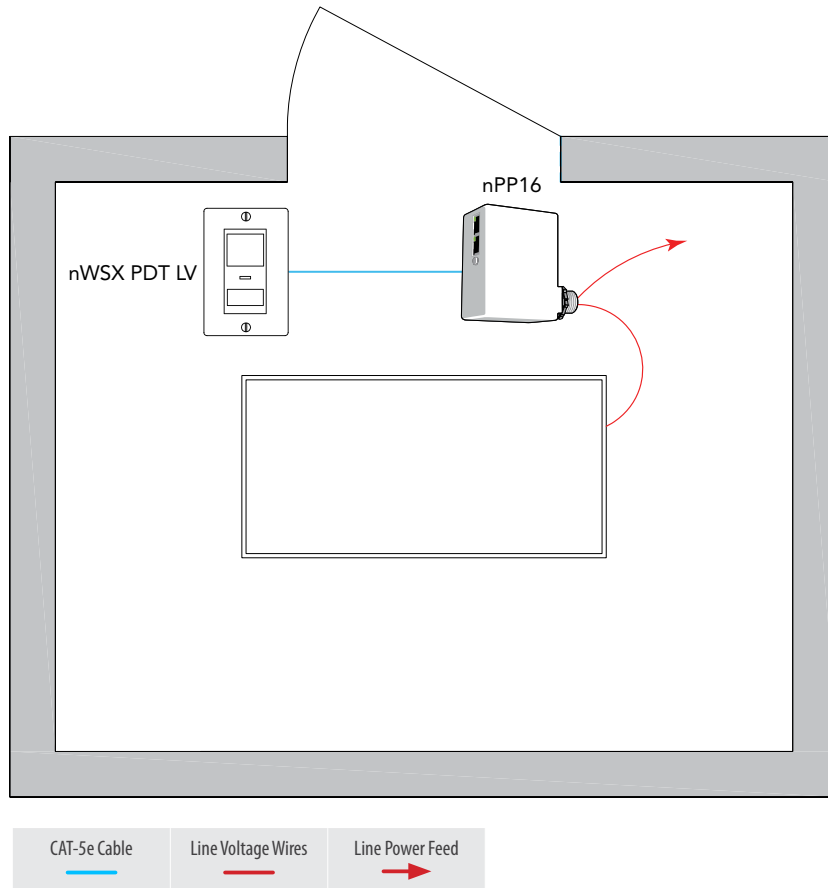 nPP16
nWSX PDT LV
CAT-5e Cable
Line Voltage Wires
Line Power Feed